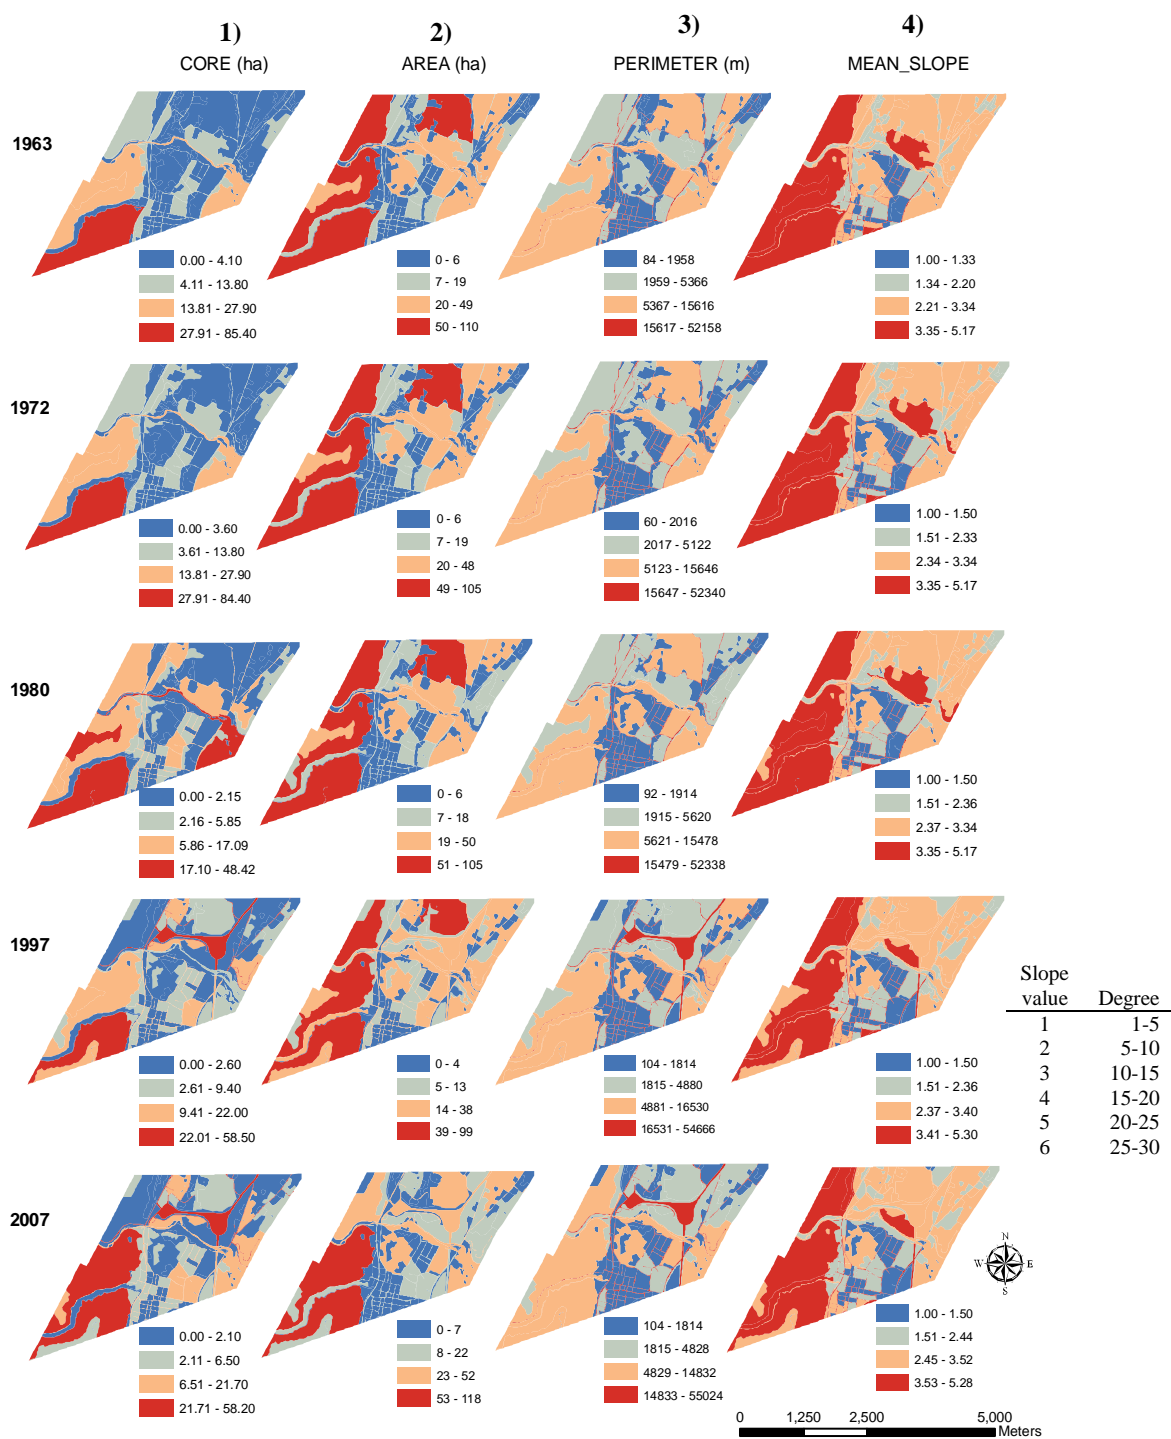 1)
2)
3)
4)
CORE (ha)
AREA (ha)
PERIMETER (m)
MEAN_SLOPE
1963
0.00 - 4.10
4.11 - 13.80
13.81 - 27.90
27.91 - 85.40
0 - 6
7 - 19
20 - 49
50 - 110
84 - 1958
1959 - 5366
5367 - 15616
15617 - 52158
1.00 - 1.33
1.34 - 2.20
2.21 - 3.34
3.35 - 5.17
1972
0.00 - 3.60
3.61 - 13.80
13.81 - 27.90
27.91 - 84.40
0 - 6
7 - 19
20 - 48
49 - 105
60 - 2016
2017 - 5122
5123 - 15646
15647 - 52340
1.00 - 1.50
1.51 - 2.33
2.34 - 3.34
3.35 - 5.17
1980
0.00 - 2.15
2.16 - 5.85
5.86 - 17.09
17.10 - 48.42
0 - 6
7 - 18
19 - 50
51 - 105
92 - 1914
1915 - 5620
5621 - 15478
15479 - 52338
1.00 - 1.50
1.51 - 2.36
2.37 - 3.34
3.35 - 5.17
1997
0.00 - 2.60
2.61 - 9.40
9.41 - 22.00
22.01 - 58.50
0 - 4
5 - 13
14 - 38
39 - 99
104 - 1814
1815 - 4880
4881 - 16530
16531 - 54666
1.00 - 1.50
1.51 - 2.36
2.37 - 3.40
3.41 - 5.30
Slope
value Degree
1 1-5
2 5-10
3 10-15
4 15-20
5 20-25
6 25-30
2007
0.00 - 2.10
2.11 - 6.50
6.51 - 21.70
21.71 - 58.20
0 - 7
8 - 22
23 - 52
53 - 118
104 - 1814
1815 - 4828
4829 - 14832
14833 - 55024
1.00 - 1.50
1.51 - 2.44
2.45 - 3.52
3.53 - 5.28
N
W E
S
0 1,250 2,500 5,000
Meters